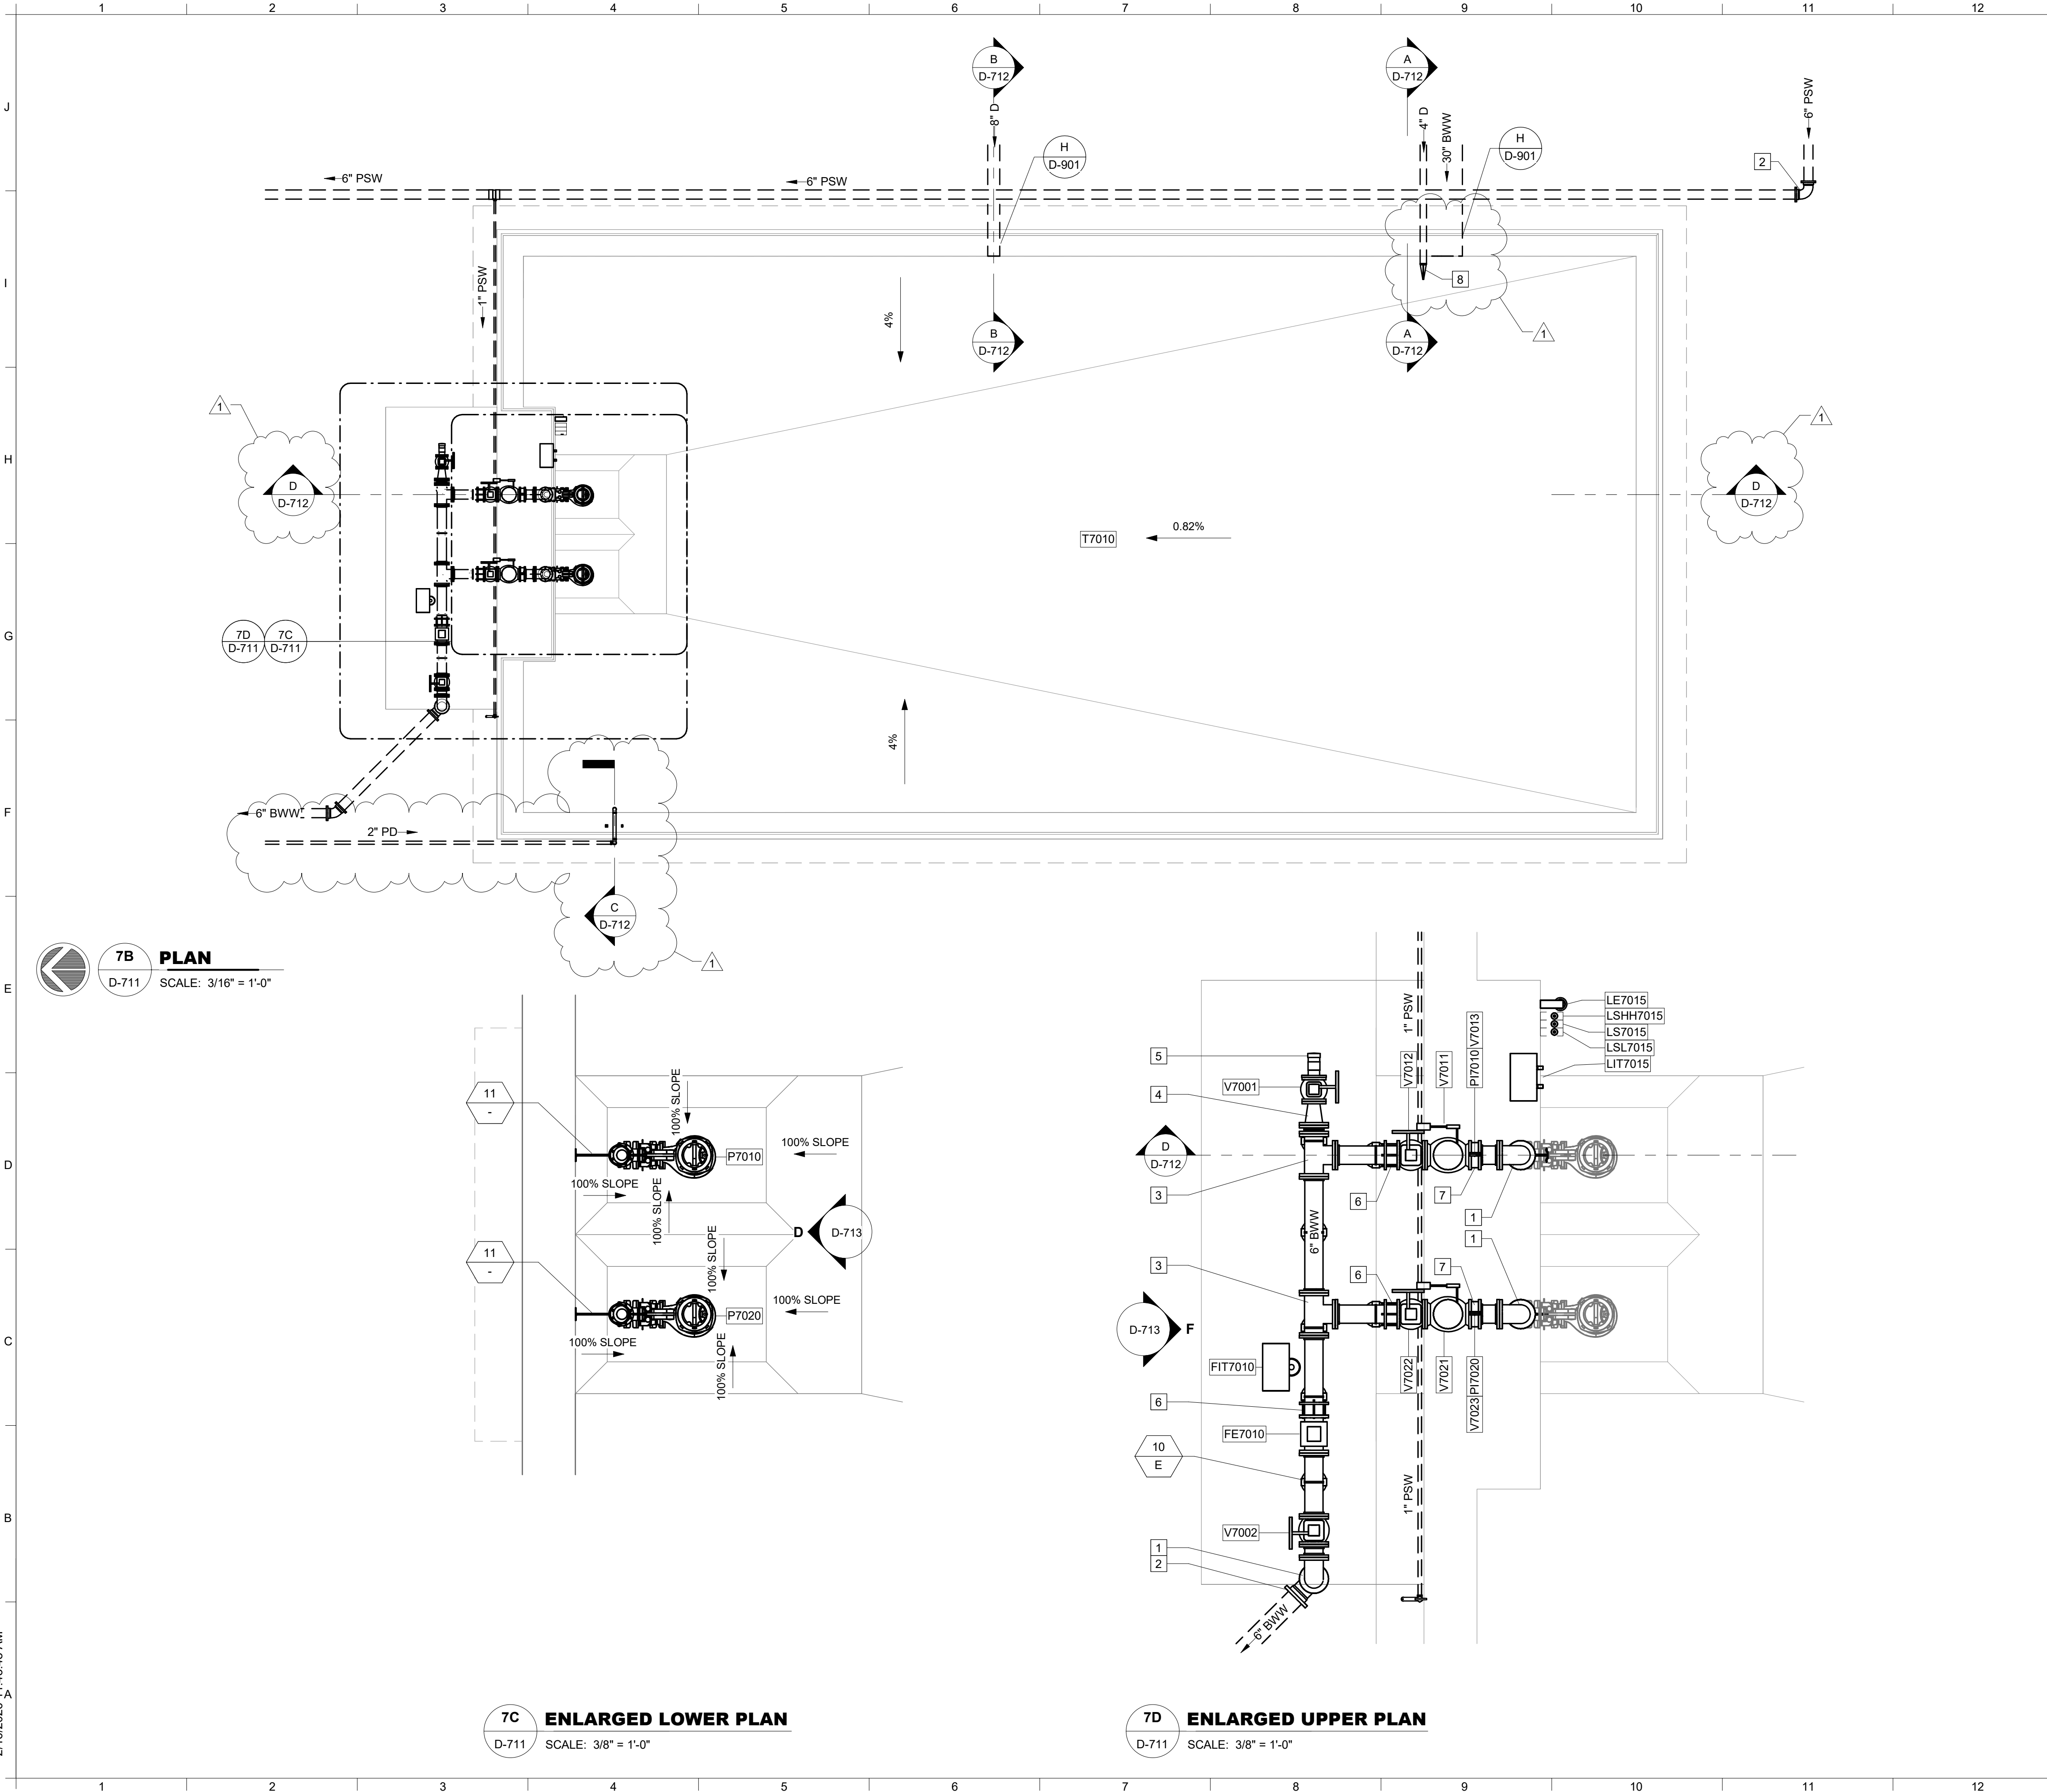 1 2 3 4 5 6 7 8 9 10 11 12
J
B
D-712
A
D-712
8" D
4" D
30" BWW
6" PSW
H
D-901
H
D-901
2
6" PSW
6" PSW
I
1" PSW
8
4%
B
D-712
A
D-712
1
1
1
H
D
D-712
D
D-712
T7010
0.82%
G
7D
D-711
7C
D-711
4%
F
6" BWW
2" PD
C
D-712
1
7B
D-711
PLAN
SCALE: 3/16" = 1'-0"
E
11
-
100% SLOPE
100% SLOPE
P7010
100% SLOPE
100% SLOPE
D
D-713
11
-
100% SLOPE
100% SLOPE
P7020
100% SLOPE
100% SLOPE
7C
D-711
ENLARGED LOWER PLAN
SCALE: 3/8" = 1'-0"
1" PSW
LE7015
LSHH7015
LS7015
LSL7015
LIT7015
5
V7001
4
V7012
V7011
PI7010
V7013
D
D
D-712
3
6
7
1
1
6" BWW
3
6
7
C
D-713
F
FIT7010
V7022
V7021
V7023
PI7020
6
FE7010
10
E
1" PSW
B
V7002
1
2
6" BWW
A
7D
D-711
ENLARGED UPPER PLAN
SCALE: 3/8" = 1'-0"
1 2 3 4 5 6 7 8 9 10 11 12